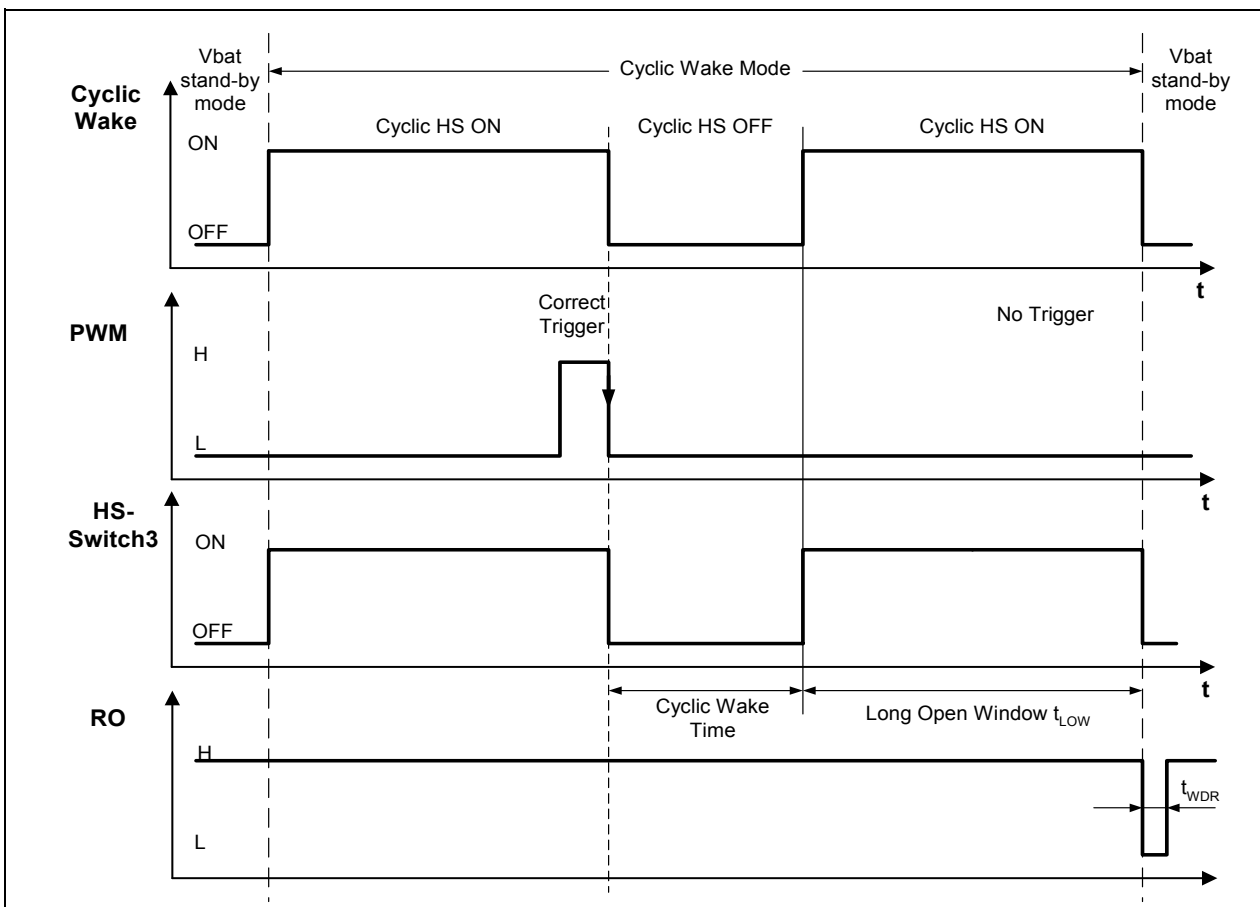 Vbat
stand-by
mode
Cyclic Wake Mode
Vbat
stand-by
mode
Cyclic
Wake
Cyclic HS ON
Cyclic HS OFF
Cyclic HS ON
ON
OFF
t
PWM
Correct
Trigger
No Trigger
H
L
t
HS-
Switch3
ON
OFF
t
RO
Cyclic Wake
Time
Long Open Window tLOW
H
tWDR
L